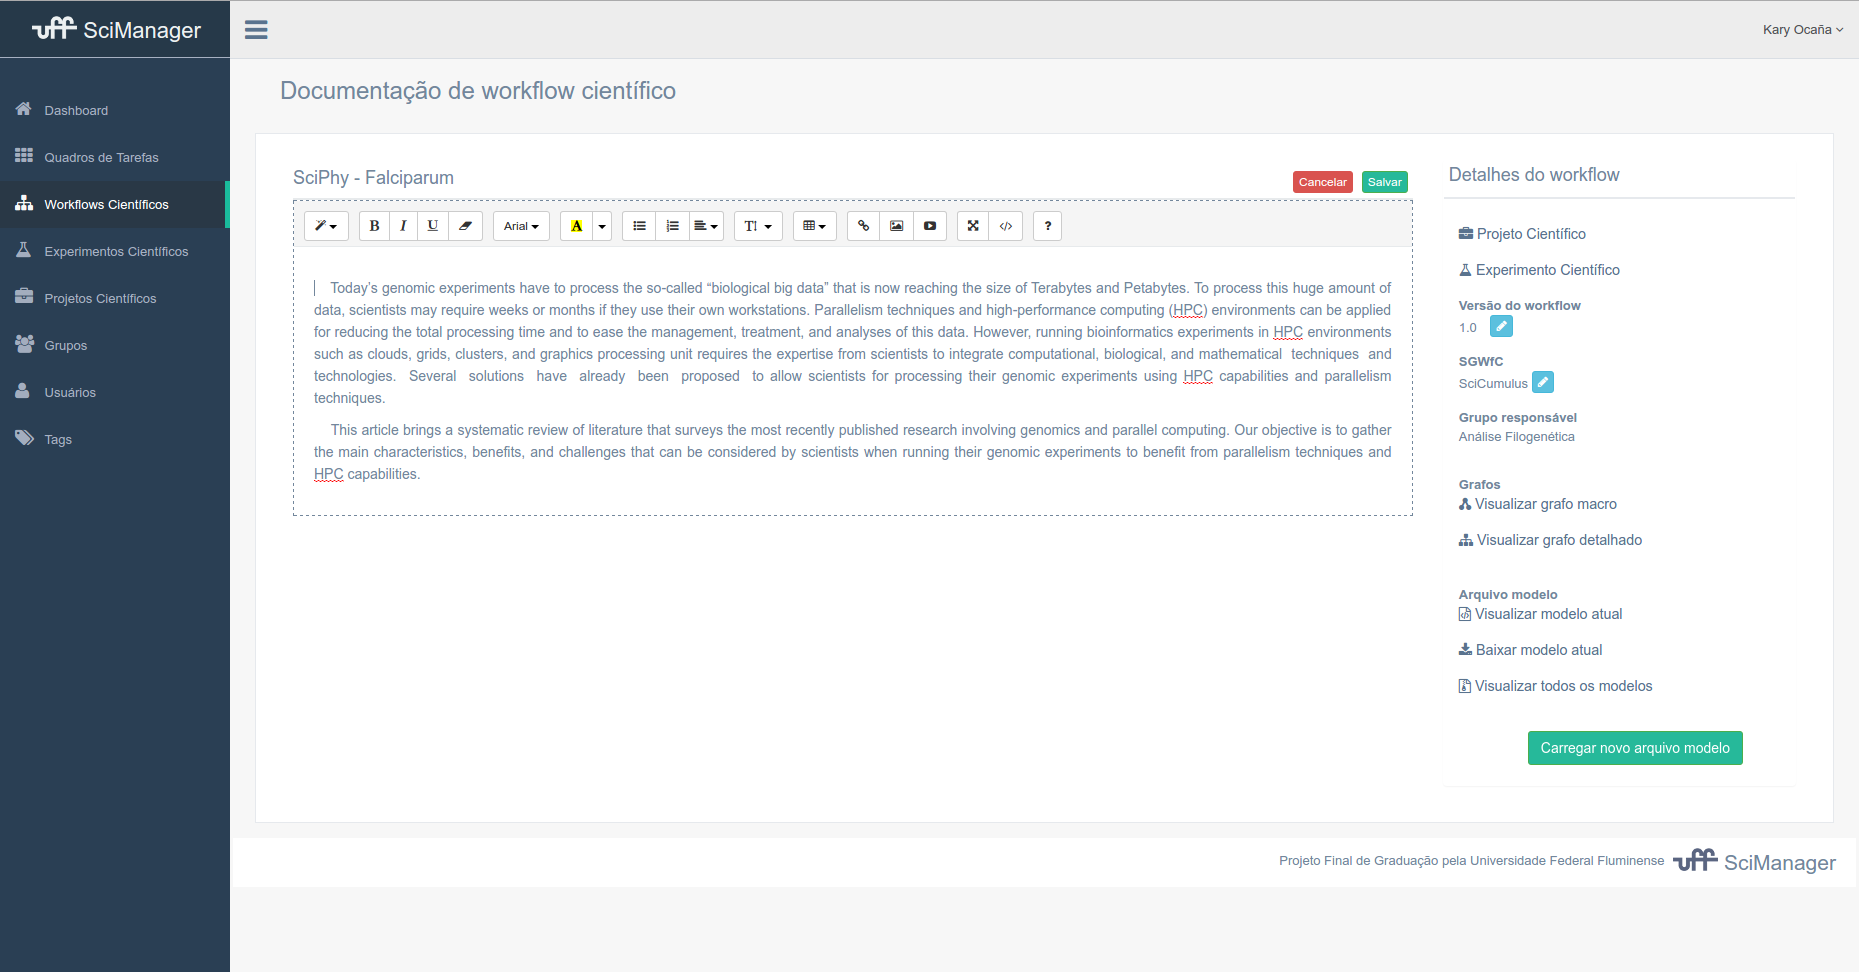 uff SciManager
Kary Ocaña
Dashboard
Quadros de Tarefas
Workflows Científicos
Experimentos Científicos
Projetos Científicos
Grupos
Usuários
Tags
Documentação de workflow científico
SciPhy - Falciparum
Cancelar
Salvar
B I U
Arial
A
T
</>
?
Today’s genomic experiments have to process the so-called “biological big data” that is now reaching the size of Terabytes and Petabytes. To process this huge amount of
data, scientists may require weeks or months if they use their own workstations. Parallelism techniques and high-performance computing (HPC) environments can be applied
for reducing the total processing time and to ease the management, treatment, and analyses of this data. However, running bioinformatics experiments in HPC environments
such as clouds, grids, clusters, and graphics processing unit requires the expertise from scientists to integrate computational, biological, and mathematical techniques and
technologies. Several solutions have already been proposed to allow scientists for processing their genomic experiments using HPC capabilities and parallelism
techniques.
This article brings a systematic review of literature that surveys the most recently published research involving genomics and parallel computing. Our objective is to gather
the main characteristics, benefits, and challenges that can be considered by scientists when running their genomic experiments to benefit from parallelism techniques and
HPC capabilities.
Detalhes do workflow
Projeto Científico
Experimento Científico
Versão do workflow
1.0
SGWfC
SciCumulus
Grupo responsável
Análise Filogenética
Grafos
Visualizar grafo macro
Visualizar grafo detalhado
Arquivo modelo
Visualizar modelo atual
Baixar modelo atual
Visualizar todos os modelos
Carregar novo arquivo modelo
Projeto Final de Graduação pela Universidade Federal Fluminense uff SciManager